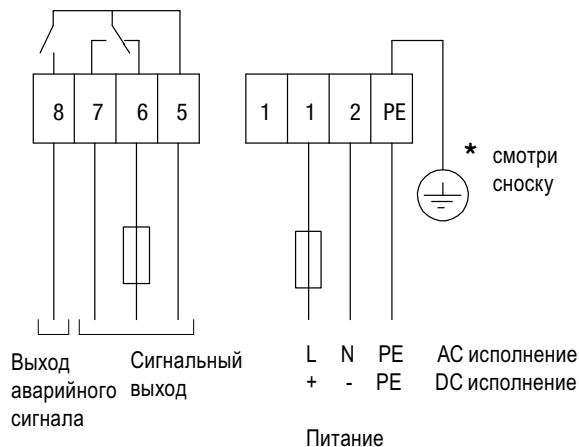 8 7 6 5
1 1 2 PE
* смотри
сноску
Выход
аварийного
сигнала
Сигнальный
выход
L N PE AC исполнение
+ - PE DC исполнение
Питание